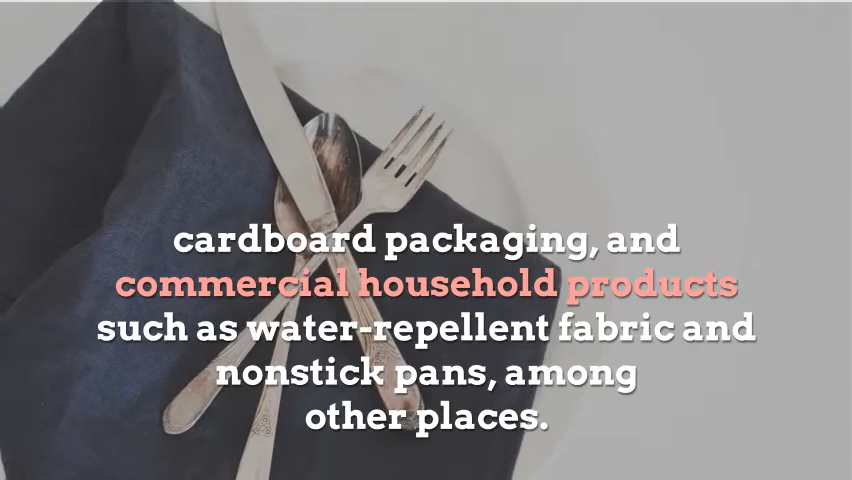 cardboard packaging, and
commercial household products
such as water-repellent fabric and
nonstick pans, among
other places.